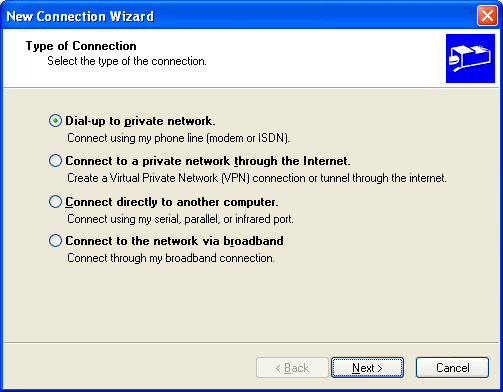 New Connection Wizard
Type of Connection
Select the type of the connection.
Dial-up to private network.
Connect using my phone line (modem or ISDN).
Connect to a private network through the Internet.
Create a Virtual Private Network (VPN) connection or tunnel through the internet.
Connect directly to another computer.
Connect using my serial, parallel, or infrared port.
Connect to the network via broadband
Connect through my broadband connection.
< Back Next > Cancel